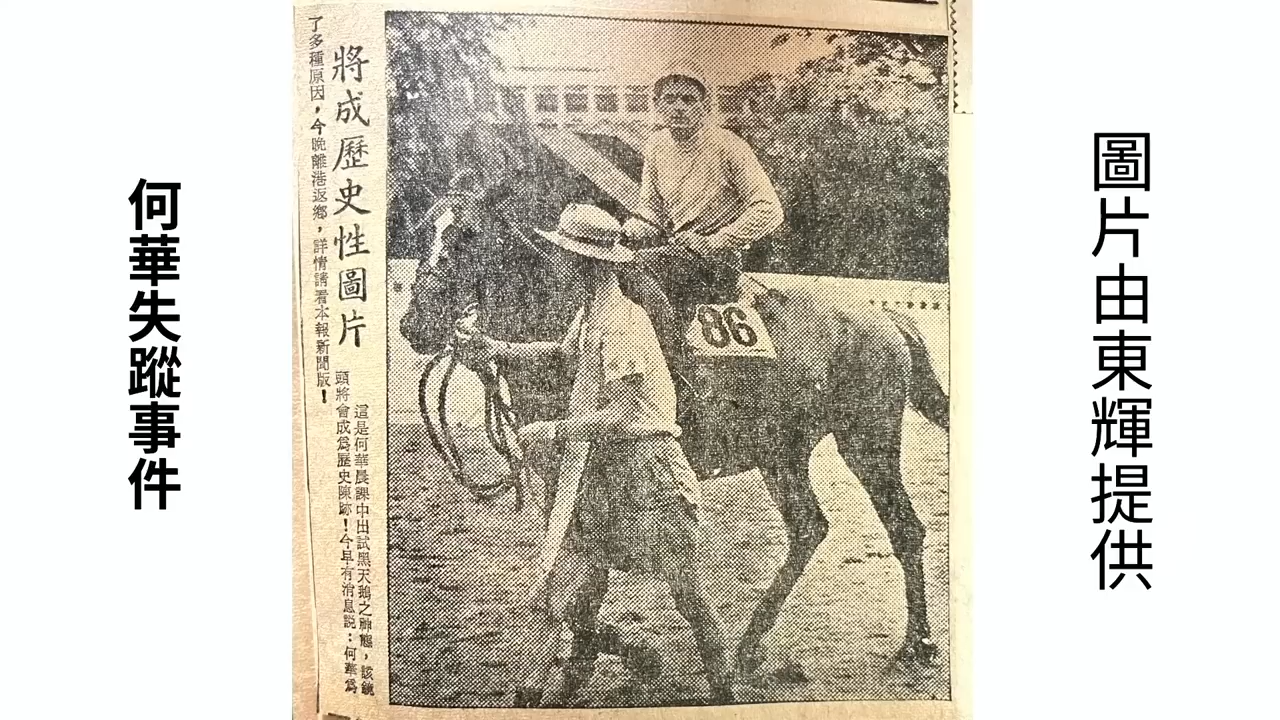 圖片由東輝提供
將成歷史性圖片
這是何華晨課中出試黑天鵝之神態，該鏡
頭將會成爲歷史陳跡！今早有消息説：何華爲
了多種原因，今晚離港返鄉，詳情請看本報新聞版！
86
何華失蹤事件